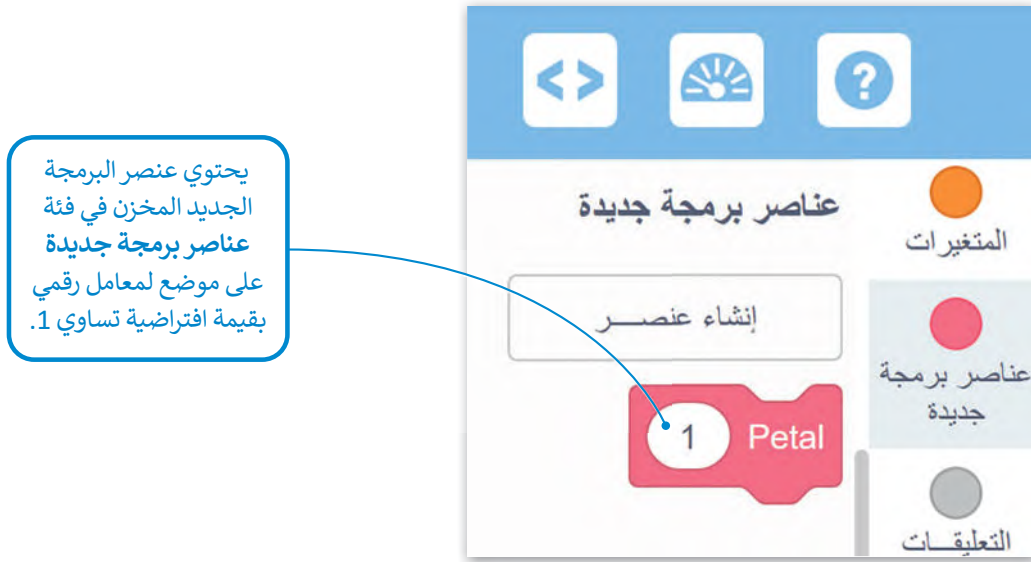 يحتوي عنصر البرمجة
الجديد المخزن في فئة
عناصر برمجة جديدة
على موضع لمعامل رقمي
بقيمة افتراضية تساوي 1.
< >
?
المتغيرات
عناصر برمجة
جديدة
التعليقـــات
عناصر برمجة جديدة
إنشاء عنصـــــر
Petal 1